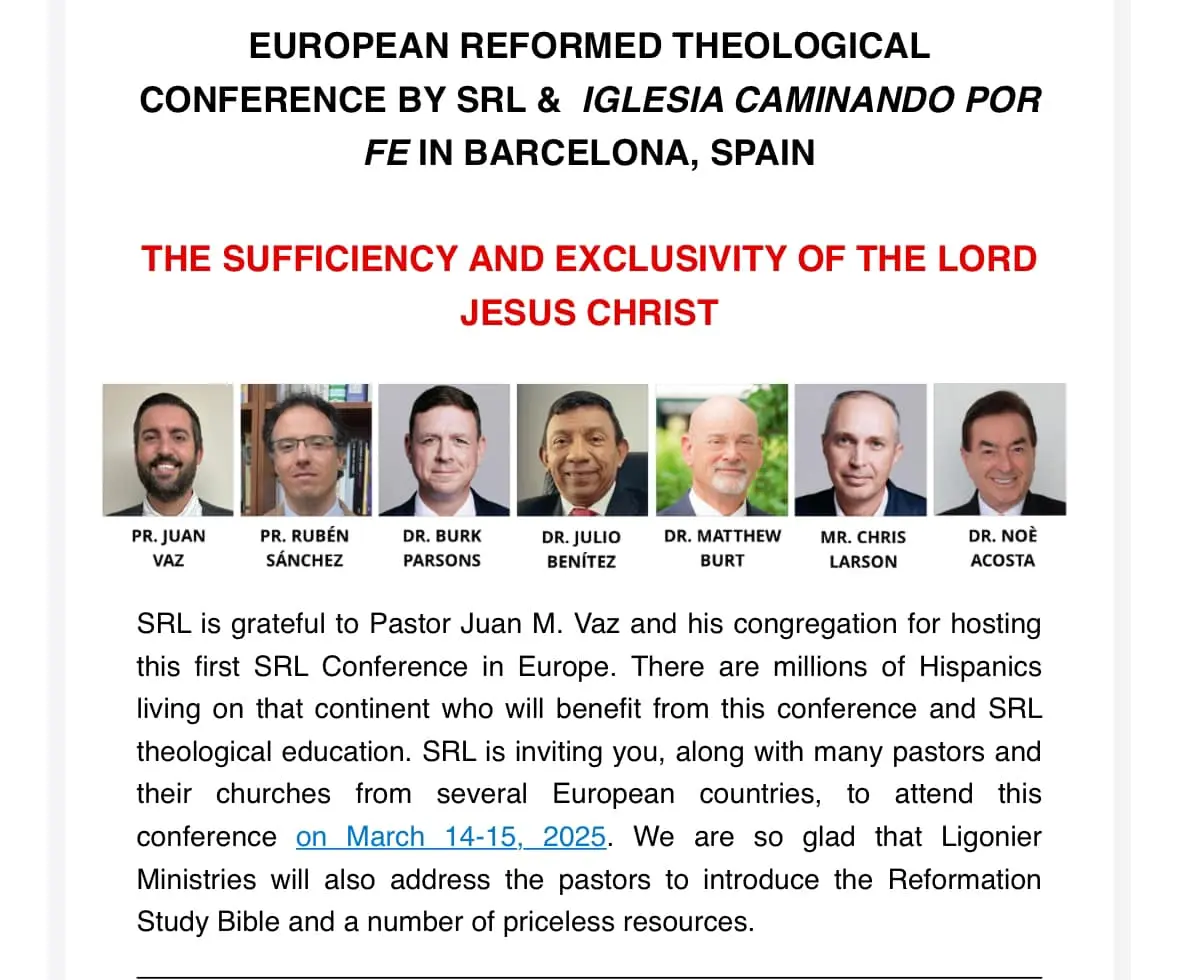 EUROPEAN REFORMED THEOLOGICAL
CONFERENCE BY SRL & IGLESIA CAMINANDO POR
FE IN BARCELONA, SPAIN
THE SUFFICIENCY AND EXCLUSIVITY OF THE LORD
JESUS CHRIST
PR. JUAN
VAZ
PR. RUBÉN
SÁNCHEZ
DR. BURK
PARSONS
DR. JULIO
BENÍTEZ
DR. MATTHEW
BURT
MR. CHRIS
LARSON
DR. NOÈ
ACOSTA
SRL is grateful to Pastor Juan M. Vaz and his congregation for hosting
this first SRL Conference in Europe. There are millions of Hispanics
living on that continent who will benefit from this conference and SRL
theological education. SRL is inviting you, along with many pastors and
their churches from several European countries, to attend this
conference on March 14-15, 2025. We are so glad that Ligonier
Ministries will also address the pastors to introduce the Reformation
Study Bible and a number of priceless resources.